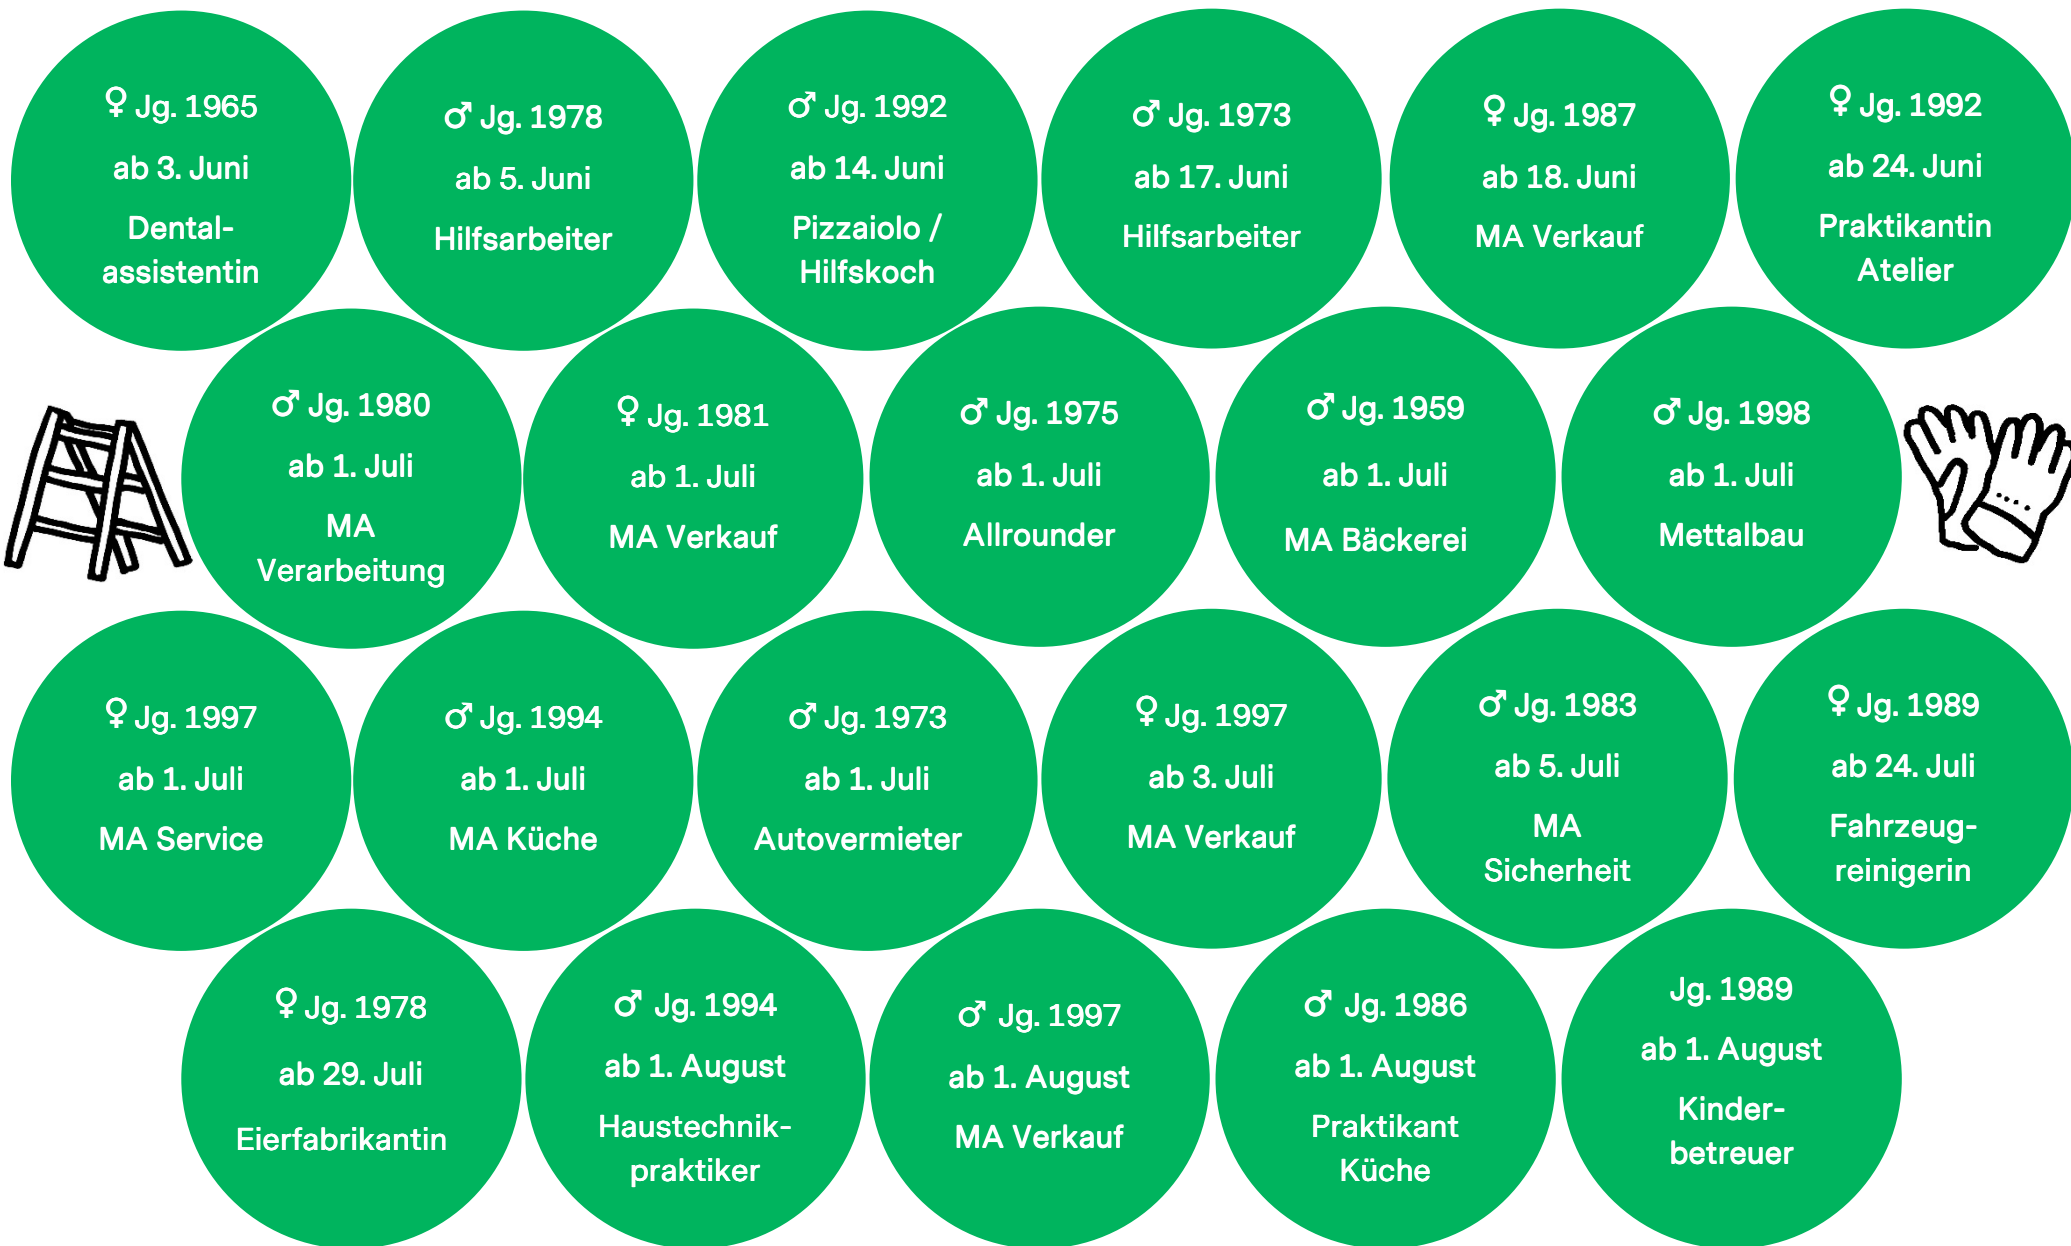 ♀ Jg. 1965
ab 3. Juni
Dental-
assistentin
♂ Jg. 1978
ab 5. Juni
Hilfsarbeiter
♂ Jg. 1992
ab 14. Juni
Pizzaiolo /
Hilfskoch
♂ Jg. 1973
ab 17. Juni
Hilfsarbeiter
♀ Jg. 1987
ab 18. Juni
MA Verkauf
♀ Jg. 1992
ab 24. Juni
Praktikantin
Atelier
♂ Jg. 1980
ab 1. Juli
MA
Verarbeitung
♀ Jg. 1981
ab 1. Juli
MA Verkauf
♂ Jg. 1975
ab 1. Juli
Allrounder
♂ Jg. 1959
ab 1. Juli
MA Bäckerei
♂ Jg. 1998
ab 1. Juli
Mettalbau
♀ Jg. 1997
ab 1. Juli
MA Service
♂ Jg. 1994
ab 1. Juli
MA Küche
♂ Jg. 1973
ab 1. Juli
Autovermieter
♀ Jg. 1997
ab 3. Juli
MA Verkauf
♂ Jg. 1983
ab 5. Juli
MA
Sicherheit
♀ Jg. 1989
ab 24. Juli
Fahrzeug-
reinigerin
♀ Jg. 1978
ab 29. Juli
Eierfabrikantin
♂ Jg. 1994
ab 1. August
Haustechnik-
praktiker
♂ Jg. 1997
ab 1. August
MA Verkauf
♂ Jg. 1986
ab 1. August
Praktikant
Küche
Jg. 1989
ab 1. August
Kinder-
betreuer